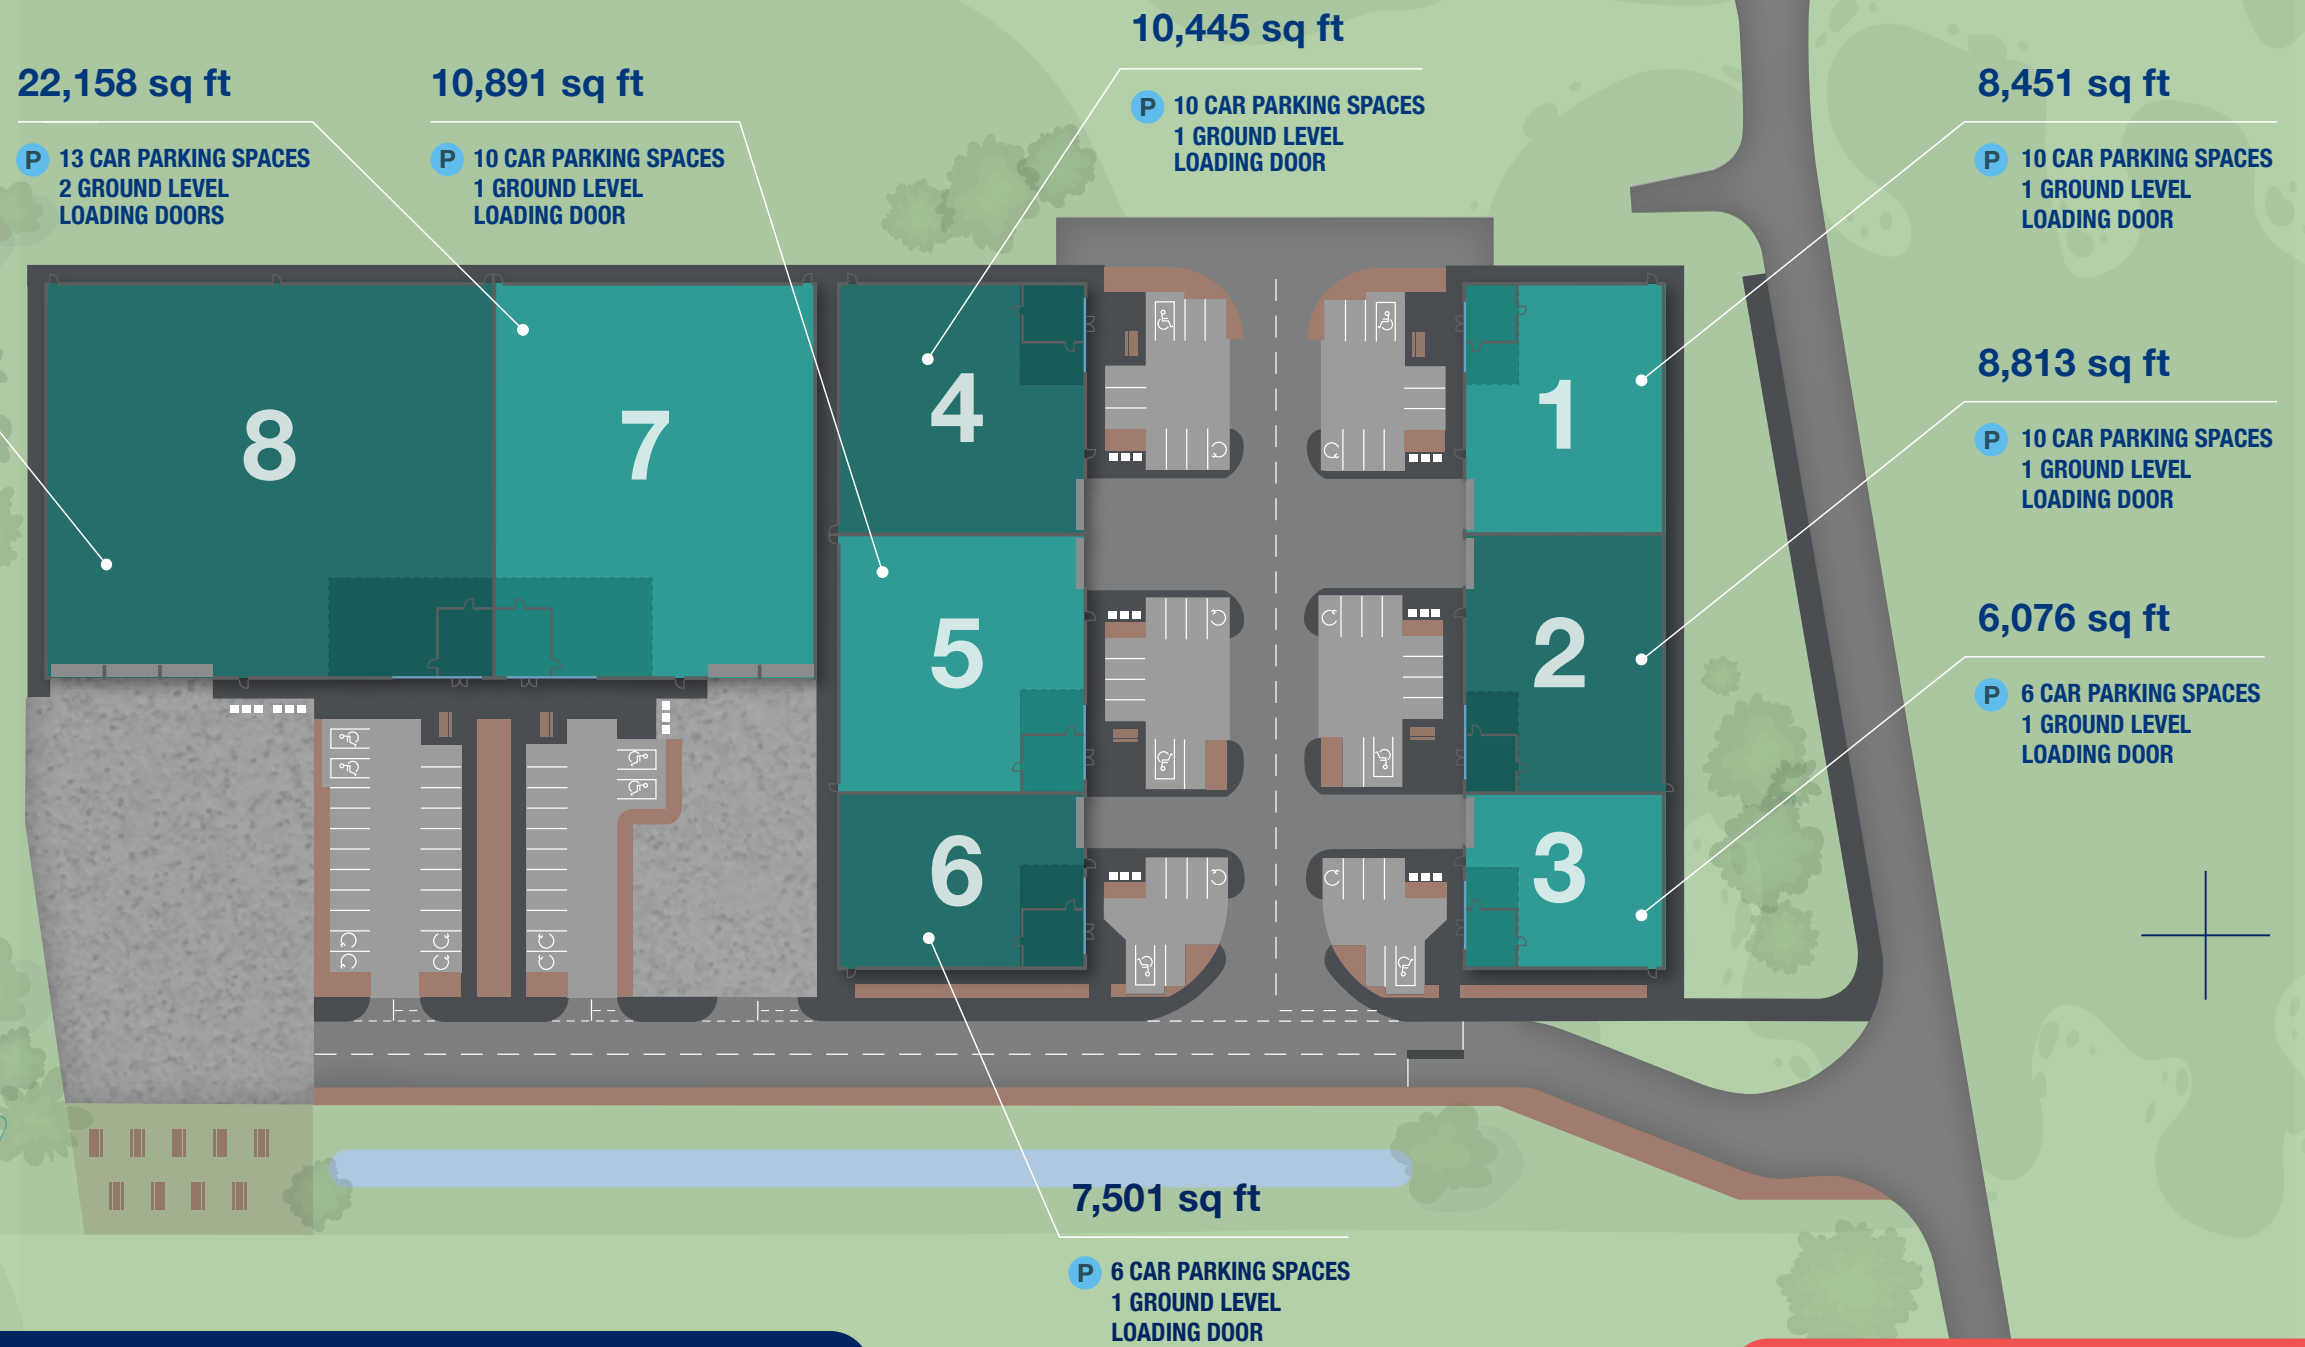 22,158 sq ft
P 13 CAR PARKING SPACES
2 GROUND LEVEL
LOADING DOORS
10,891 sq ft
P 10 CAR PARKING SPACES
1 GROUND LEVEL
LOADING DOOR
10,445 sq ft
P 10 CAR PARKING SPACES
1 GROUND LEVEL
LOADING DOOR
8,451 sq ft
P 10 CAR PARKING SPACES
1 GROUND LEVEL
LOADING DOOR
8,813 sq ft
P 10 CAR PARKING SPACES
1 GROUND LEVEL
LOADING DOOR
6,076 sq ft
P 6 CAR PARKING SPACES
1 GROUND LEVEL
LOADING DOOR
8
7
4
1
5
2
6
3
7,501 sq ft
P 6 CAR PARKING SPACES
1 GROUND LEVEL
LOADING DOOR